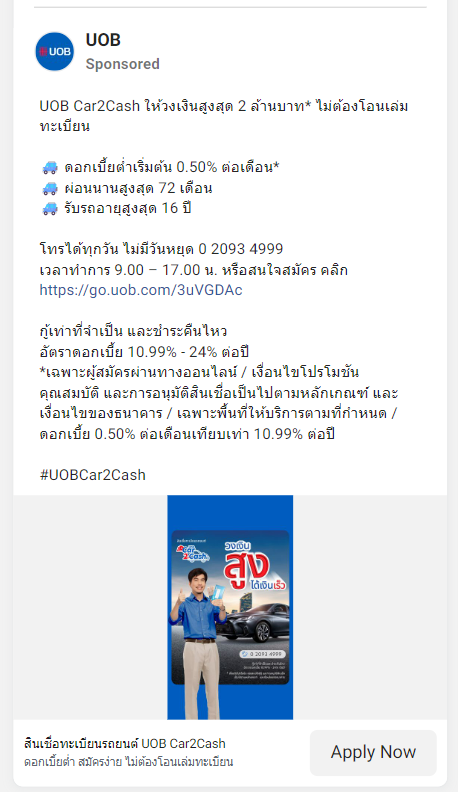 UOB
UOB
Sponsored
UOB Car2Cash ให้วงเงินสูงสุด 2 ล้านบาท* ไม่ต้องโอนเล่ม
ทะเบียน
🚙 ดอกเบี้ยต่ำเริ่มต้น 0.50% ต่อเดือน*
🚙 ผ่อนนานสูงสุด 72 เดือน
🚙 รับรถอายุสูงสุด 16 ปี
โทรได้ทุกวัน ไม่มีวันหยุด 0 2093 4999
เวลาทำการ 9.00 – 17.00 น. หรือสนใจสมัคร คลิก
https://go.uob.com/3uVGDAc
กู้เท่าที่จำเป็น และชำระคืนไหว
อัตราดอกเบี้ย 10.99% - 24% ต่อปี
*เฉพาะผู้สมัครผ่านทางออนไลน์ / เงื่อนไขโปรโมชัน
คุณสมบัติ และการอนุมัติสินเชื่อเป็นไปตามหลักเกณฑ์ และ
เงื่อนไขของธนาคาร / เฉพาะพื้นที่ให้บริการตามที่กำหนด /
ดอกเบี้ย 0.50% ต่อเดือนเทียบเท่า 10.99% ต่อปี
#UOBCar2Cash
Car
2Cash
วงเงิน
สูง
ได้เงินเร็ว
0 2093 4999
สินเชื่อทะเบียนรถยนต์ UOB Car2Cash
ดอกเบี้ยต่ำ สมัครง่าย ไม่ต้องโอนเล่มทะเบียน
Apply Now